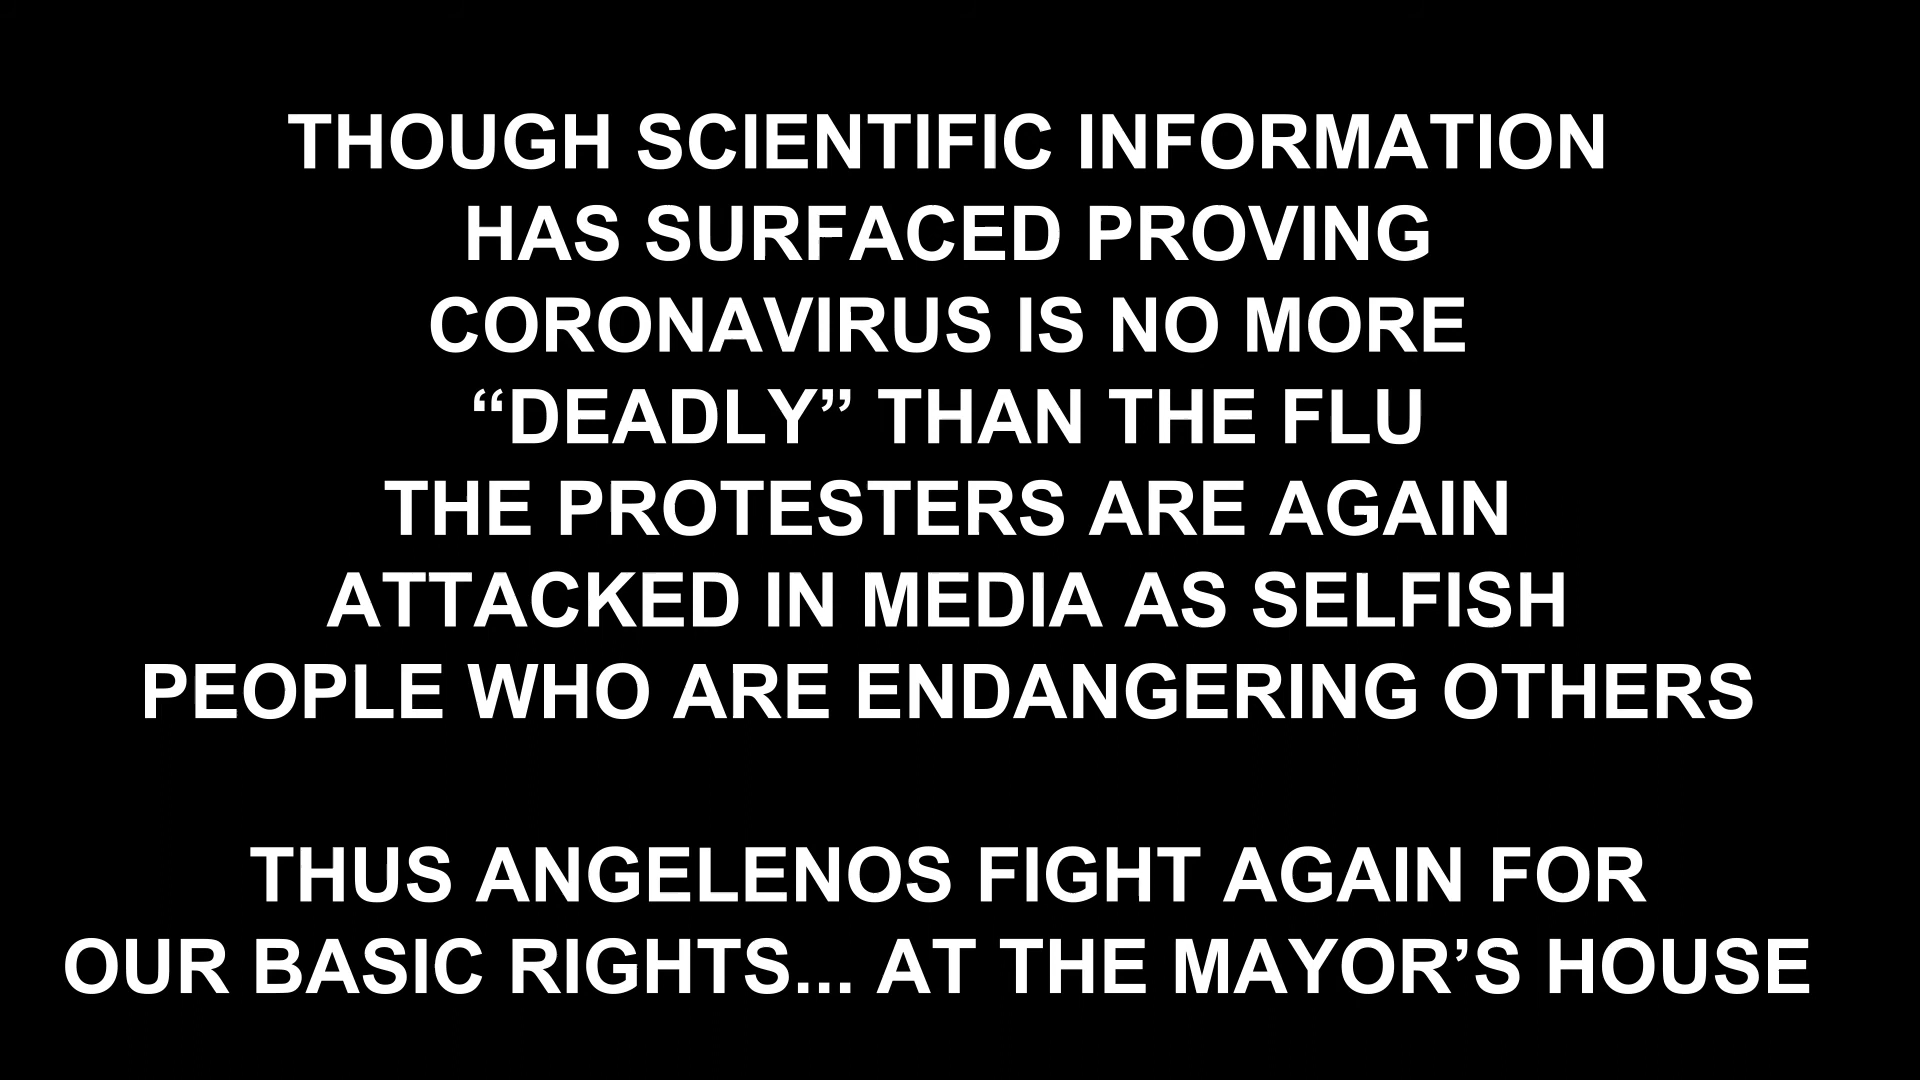 THOUGH SCIENTIFIC INFORMATION
HAS SURFACED PROVING
CORONAVIRUS IS NO MORE
“DEADLY” THAN THE FLU
THE PROTESTERS ARE AGAIN
ATTACKED IN MEDIA AS SELFISH
PEOPLE WHO ARE ENDANGERING OTHERS
THUS ANGELENOS FIGHT AGAIN FOR
OUR BASIC RIGHTS... AT THE MAYOR’S HOUSE